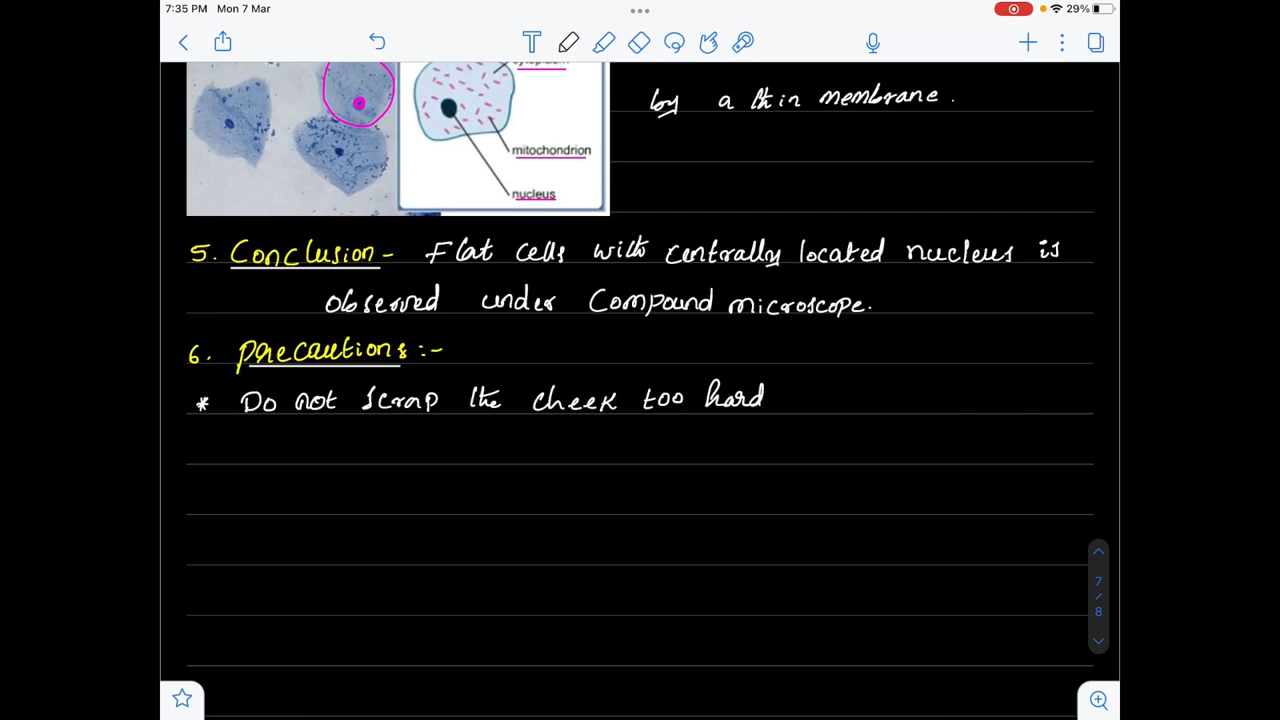 7:35 PM Mon 7 Mar
29%
cytoplasm
by a thin membrane.
mitochondrion
nucleus
5. Conclusion - Flat cells with centrally located nucleus is
observed under Compound microscope.
6. Precautions :-
* Do not scrap the cheek too hard
7
/
8